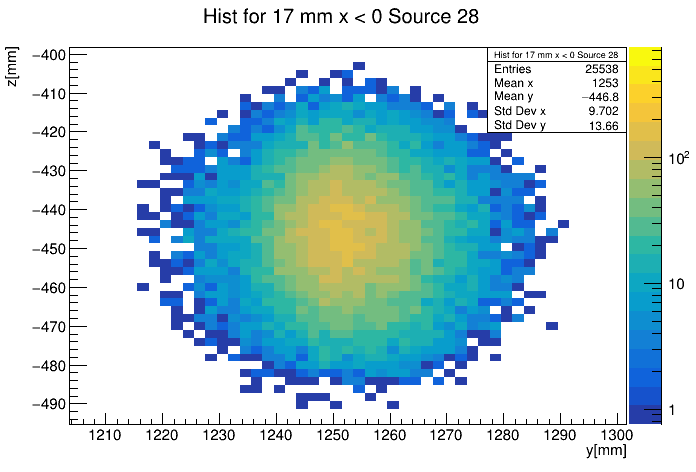 Hist for 17 mm x < 0 Source 28
z[mm]
−400
−410
−420
−430
−440
−450
−460
−470
−480
−490
Hist for 17 mm x < 0 Source 28
Entries 25538
Mean x 1253
Mean y −446.8
Std Dev x 9.702
Std Dev y 13.66
10²
10
1
1210 1220 1230 1240 1250 1260 1270 1280 1290 1300
y[mm]